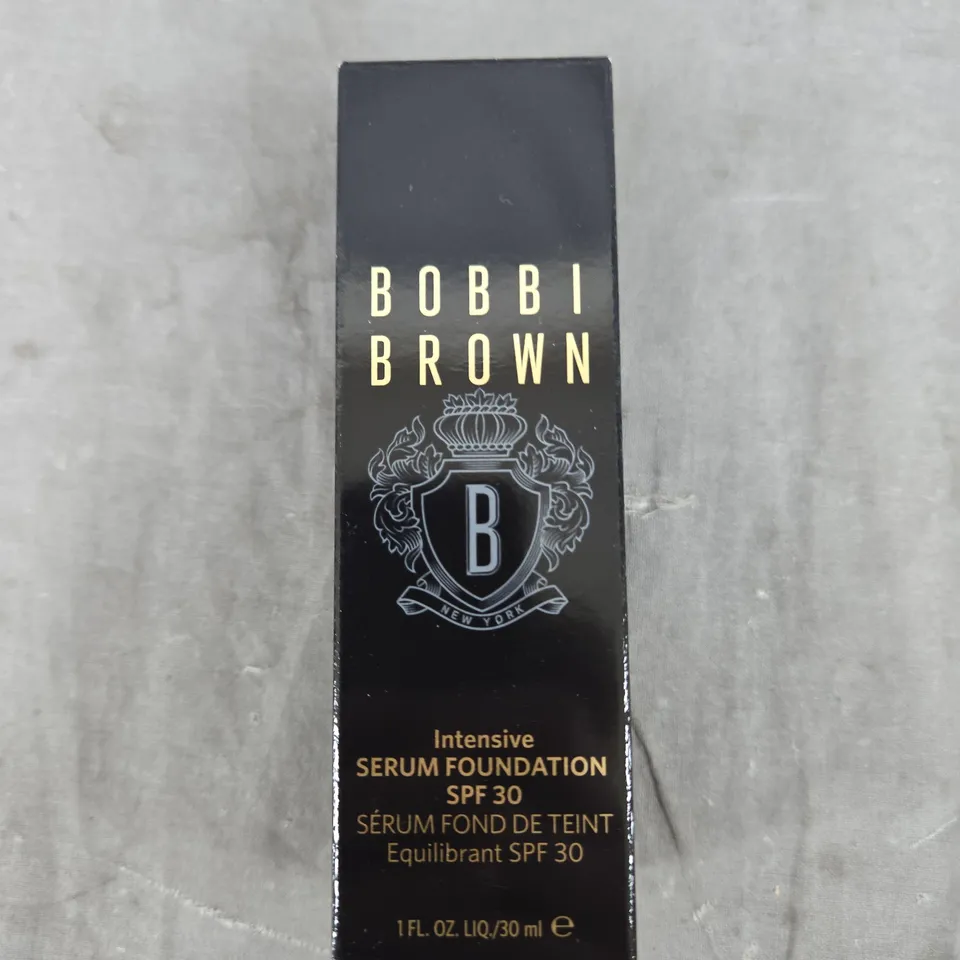 BOBBI
BROWN
B
NEW YORK
Intensive
SERUM FOUNDATION
SPF 30
SÉRUM FOND DE TEINT
Equilibrant SPF 30
1 FL. OZ. LIQ./30 ml ℮